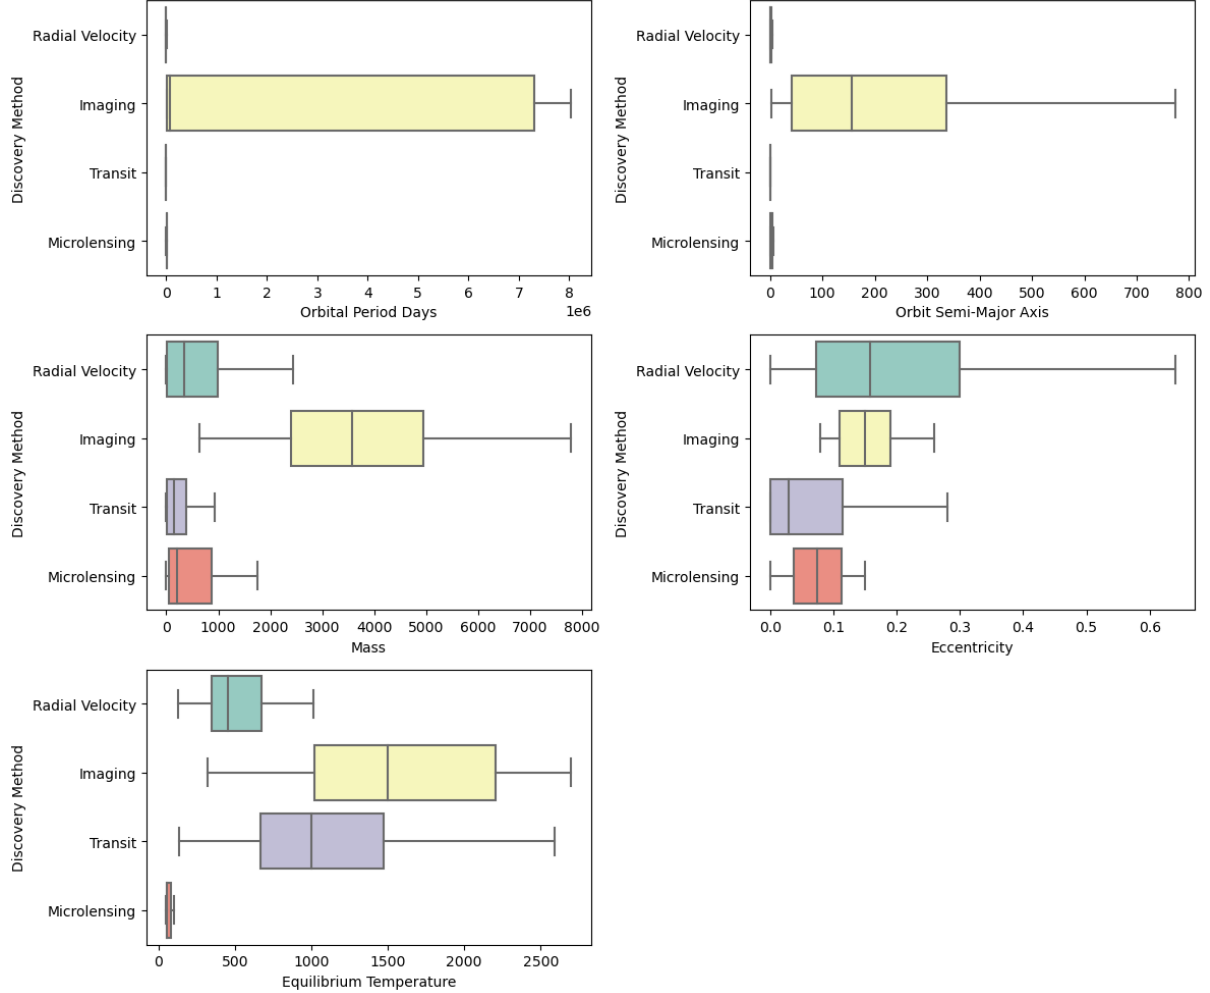 Discovery Method
Radial Velocity
Imaging
Transit
Microlensing
0 1 2 3 4 5 6 7 8
1e6
Orbital Period Days
Discovery Method
Radial Velocity
Imaging
Transit
Microlensing
0 100 200 300 400 500 600 700 800
Orbit Semi-Major Axis
Discovery Method
Radial Velocity
Imaging
Transit
Microlensing
0 1000 2000 3000 4000 5000 6000 7000 8000
Mass
Discovery Method
Radial Velocity
Imaging
Transit
Microlensing
0.0 0.1 0.2 0.3 0.4 0.5 0.6
Eccentricity
Discovery Method
Radial Velocity
Imaging
Transit
Microlensing
0 500 1000 1500 2000 2500
Equilibrium Temperature